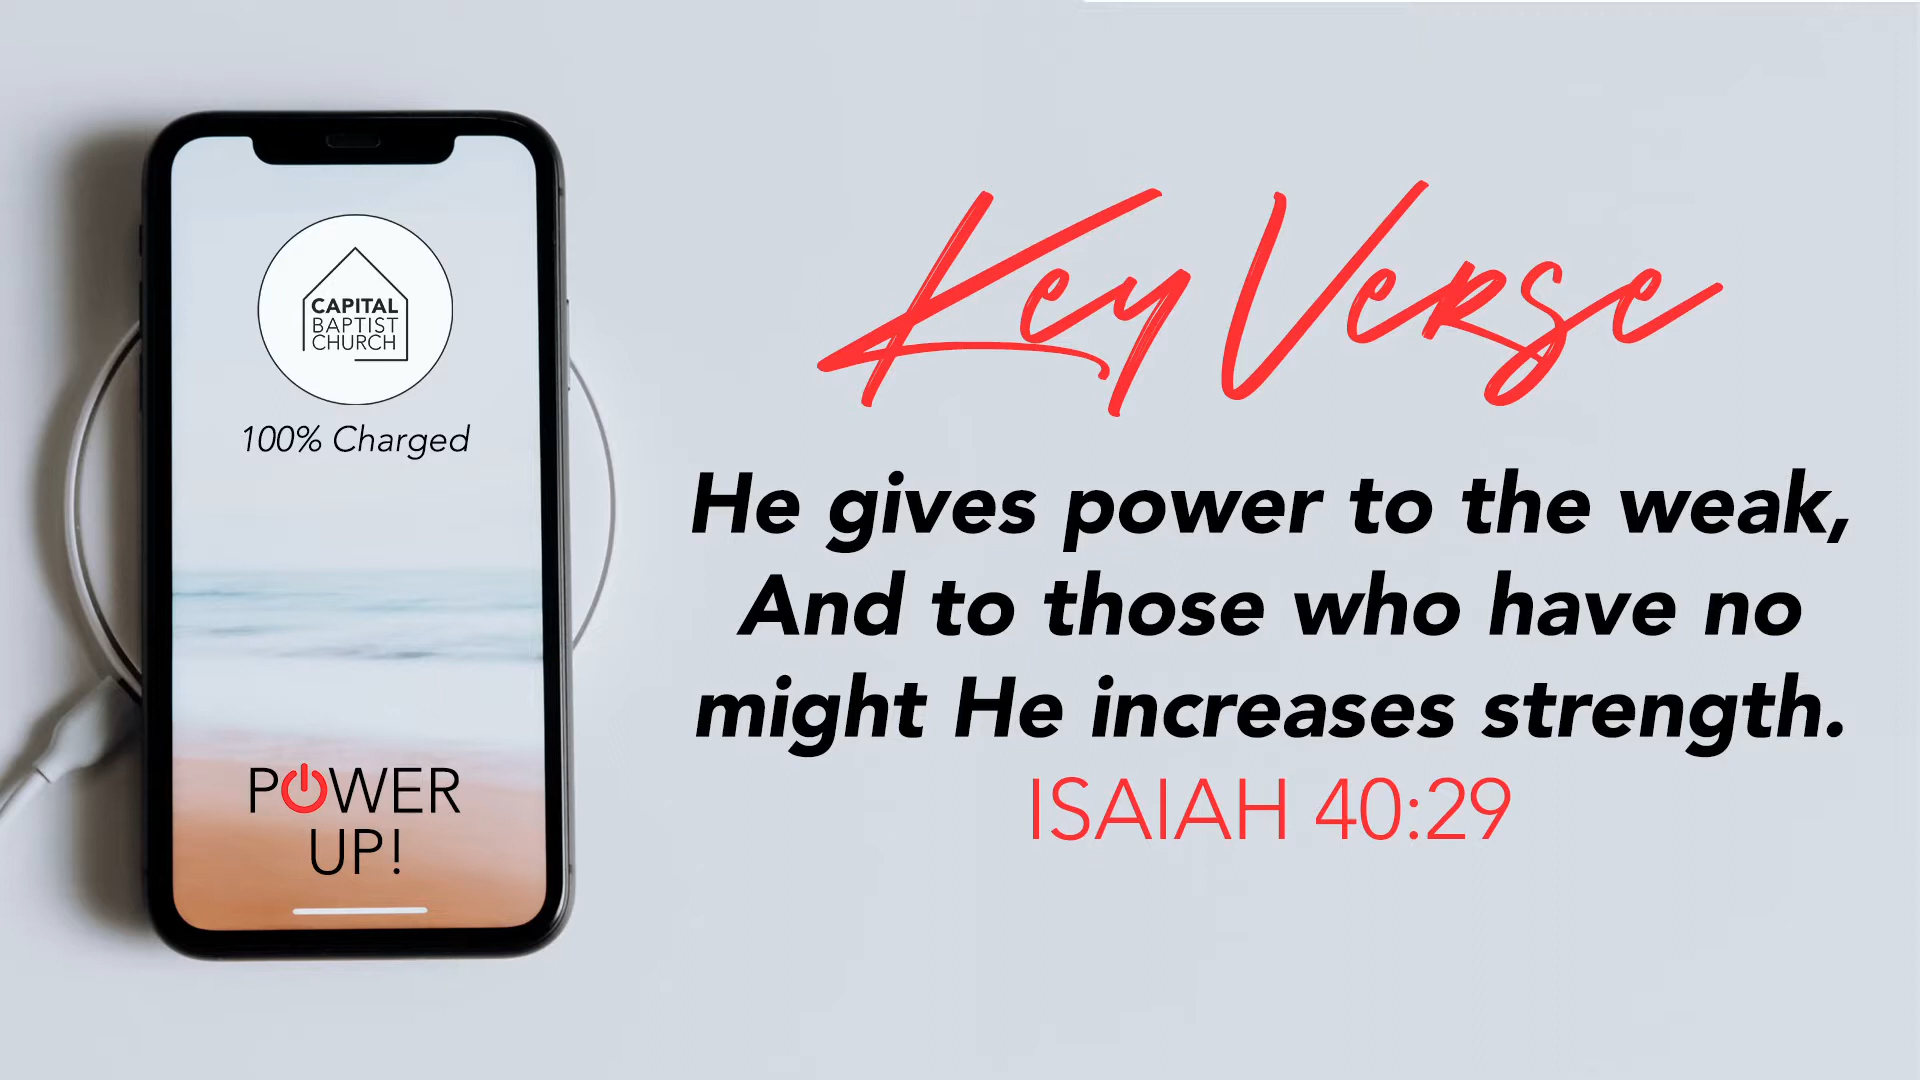 CAPITAL
BAPTIST
CHURCH
100% Charged
POWER
UP!
Key Verse
He gives power to the weak,
And to those who have no
might He increases strength.
ISAIAH 40:29